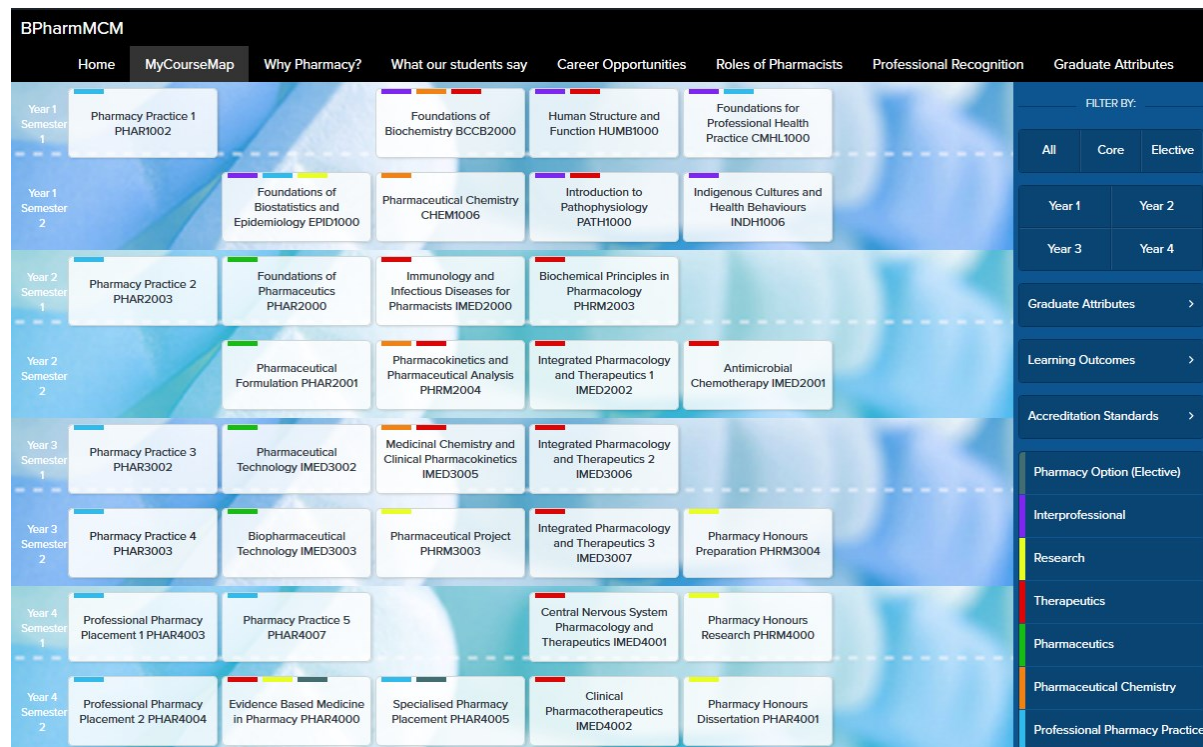 BPharmMCM
Home MyCourseMap Why Pharmacy? What our students say Career Opportunities Roles of Pharmacists Professional Recognition Graduate Attributes
Year 1
Semester
1
Pharmacy Practice 1
PHAR1002
Foundations of
Biochemistry BCCB2000
Human Structure and
Function HUMB1000
Foundations for
Professional Health
Practice CMHL1000
Year 1
Semester
2
Foundations of
Biostatistics and
Epidemiology EPID1000
Pharmaceutical Chemistry
CHEM1006
Introduction to
Pathophysiology
PATH1000
Indigenous Cultures and
Health Behaviours
INDH1006
Year 2
Semester
1
Pharmacy Practice 2
PHAR2003
Foundations of
Pharmaceutics
PHAR2000
Immunology and
Infectious Diseases for
Pharmacists IMED2000
Biochemical Principles in
Pharmacology
PHRM2003
Year 2
Semester
2
Pharmaceutical
Formulation PHAR2001
Pharmacokinetics and
Pharmaceutical Analysis
PHRM2004
Integrated Pharmacology
and Therapeutics 1
IMED2002
Antimicrobial
Chemotherapy IMED2001
Year 3
Semester
1
Pharmacy Practice 3
PHAR3002
Pharmaceutical
Technology IMED3002
Medicinal Chemistry and
Clinical Pharmacokinetics
IMED3005
Integrated Pharmacology
and Therapeutics 2
IMED3006
Year 3
Semester
2
Pharmacy Practice 4
PHAR3003
Biopharmaceutical
Technology IMED3003
Pharmaceutical Project
PHRM3003
Integrated Pharmacology
and Therapeutics 3
IMED3007
Pharmacy Honours
Preparation PHRM3004
Year 4
Semester
1
Professional Pharmacy
Placement 1 PHAR4003
Pharmacy Practice 5
PHAR4007
Central Nervous System
Pharmacology and
Therapeutics IMED4001
Pharmacy Honours
Research PHRM4000
Year 4
Semester
2
Professional Pharmacy
Placement 2 PHAR4004
Evidence Based Medicine
in Pharmacy PHAR4000
Specialised Pharmacy
Placement PHAR4005
Clinical
Pharmacotherapeutics
IMED4002
Pharmacy Honours
Dissertation PHAR4001
FILTER BY:
All Core Elective
Year 1 Year 2
Year 3 Year 4
Graduate Attributes >
Learning Outcomes >
Accreditation Standards >
Pharmacy Option (Elective)
Interprofessional
Research
Therapeutics
Pharmaceutics
Pharmaceutical Chemistry
Professional Pharmacy Practice